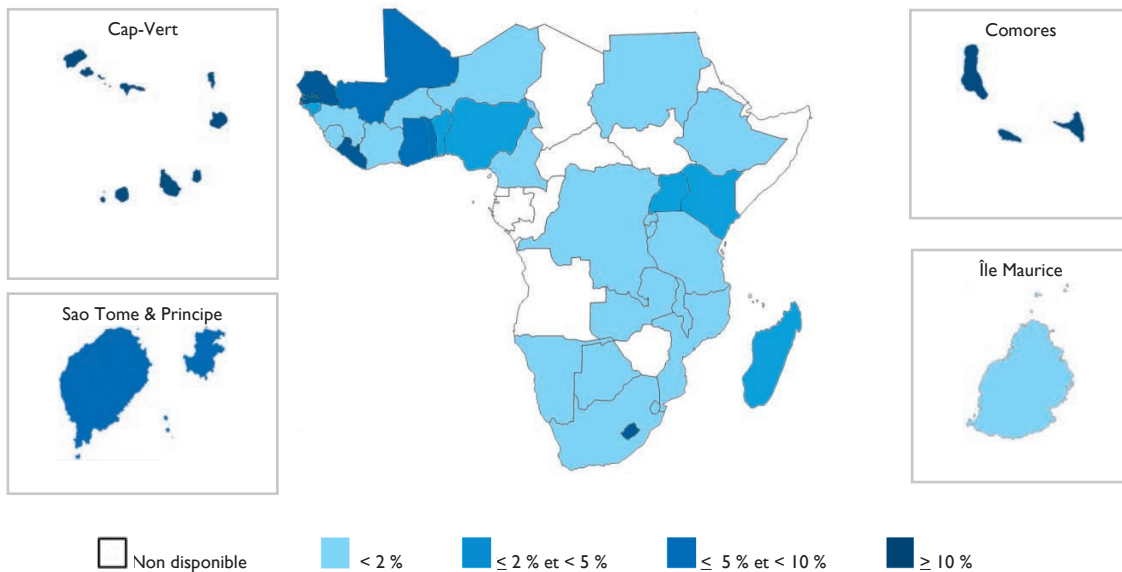 Cap-Vert
Comores
Sao Tome & Principe
Île Maurice
Non disponible
< 2 %
≤ 2 % et < 5 %
≤ 5 % et < 10 %
≥ 10 %